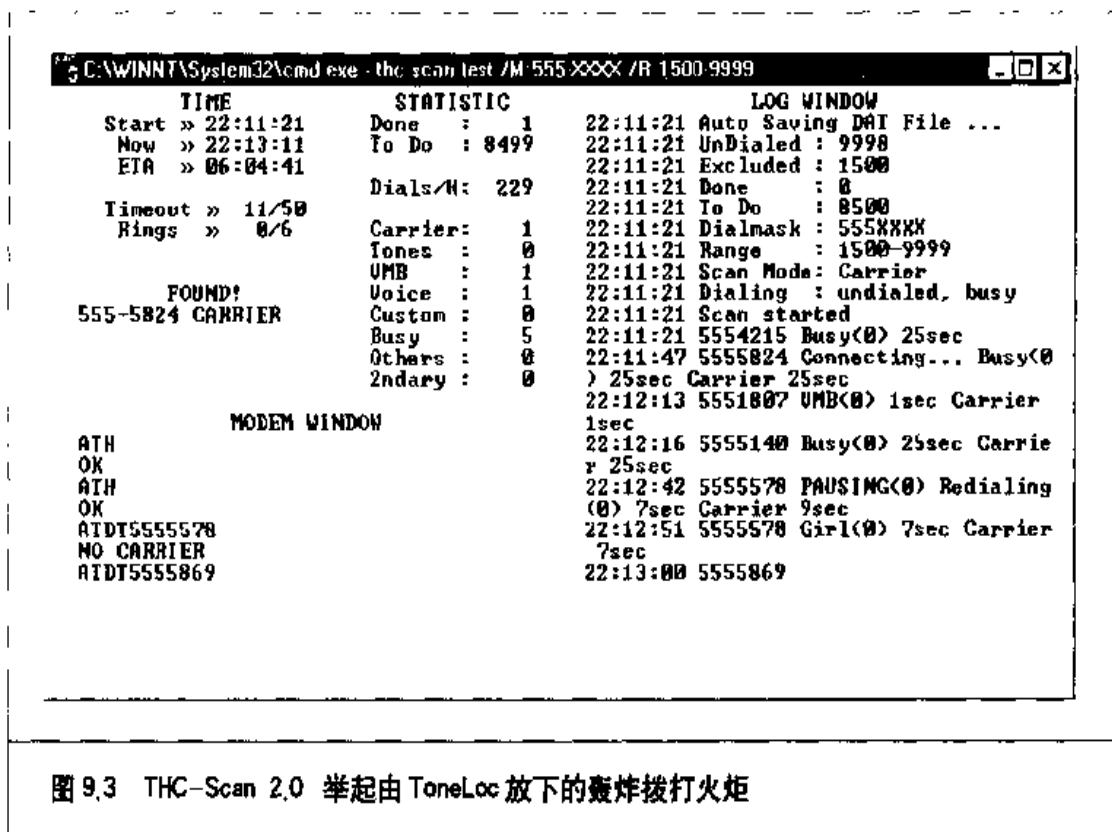 C:\WINNT\System32\cmd exe - thc scan test /M:555-XXXX /R 1500-9999
TIME
Start » 22:11:21
Now » 22:13:11
ETA » 06:04:41
Timeout » 11/50
Rings » 0/6
FOUND!
555-5824 CARRIER
STATISTIC
Done : 1
To Do : 8499
Dials/H: 229
Carrier: 1
Tones : 0
VMB : 1
Voice : 1
Custom : 0
Busy : 5
Others : 0
2ndary : 0
MODEM WINDOW
ATH
OK
ATH
OK
ATDT5555578
NO CARRIER
ATDT5555869
LOG WINDOW
22:11:21 Auto Saving DAT File ...
22:11:21 UnDialed : 9998
22:11:21 Excluded : 1500
22:11:21 Done : 0
22:11:21 To Do : 8500
22:11:21 Dialmask : 555XXXX
22:11:21 Range : 1500-9999
22:11:21 Scan Mode: Carrier
22:11:21 Dialing : undialed, busy
22:11:21 Scan started
22:11:21 5554215 Busy(0) 25sec
22:11:47 5555824 Connecting... Busy(0
) 25sec Carrier 25sec
22:12:13 5551807 VMB(0) 1sec Carrier
1sec
22:12:16 5555140 Busy(0) 25sec Carrie
r 25sec
22:12:42 5555578 PAUSING(0) Redialing
(0) 7sec Carrier 9sec
22:12:51 5555578 Girl(0) 7sec Carrier
7sec
22:13:00 5555869
图 9.3 THC-Scan 2.0 举起由 ToneLoc 放下的轰炸拨打火炬